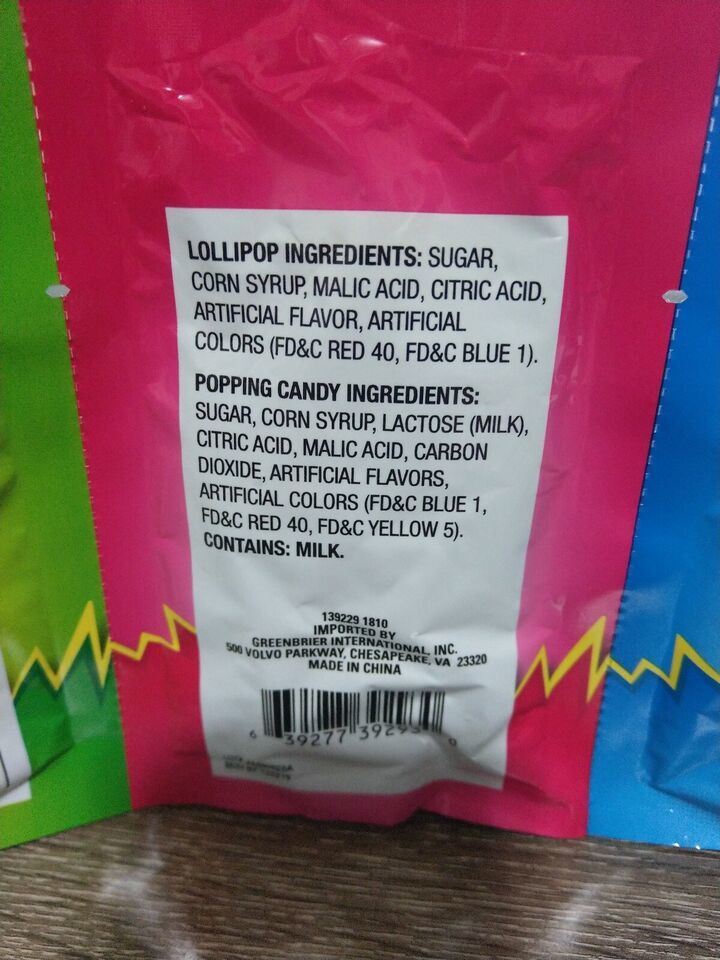 LOLLIPOP INGREDIENTS: SUGAR,
CORN SYRUP, MALIC ACID, CITRIC ACID,
ARTIFICIAL FLAVOR, ARTIFICIAL
COLORS (FD&C RED 40, FD&C BLUE 1).
POPPING CANDY INGREDIENTS:
SUGAR, CORN SYRUP, LACTOSE (MILK),
CITRIC ACID, MALIC ACID, CARBON
DIOXIDE, ARTIFICIAL FLAVORS,
ARTIFICIAL COLORS (FD&C BLUE 1,
FD&C RED 40, FD&C YELLOW 5).
CONTAINS: MILK.
139229 1810
IMPORTED BY
GREENBRIER INTERNATIONAL, INC.
500 VOLVO PARKWAY, CHESAPEAKE, VA 23320
MADE IN CHINA
6 39277 39293 0